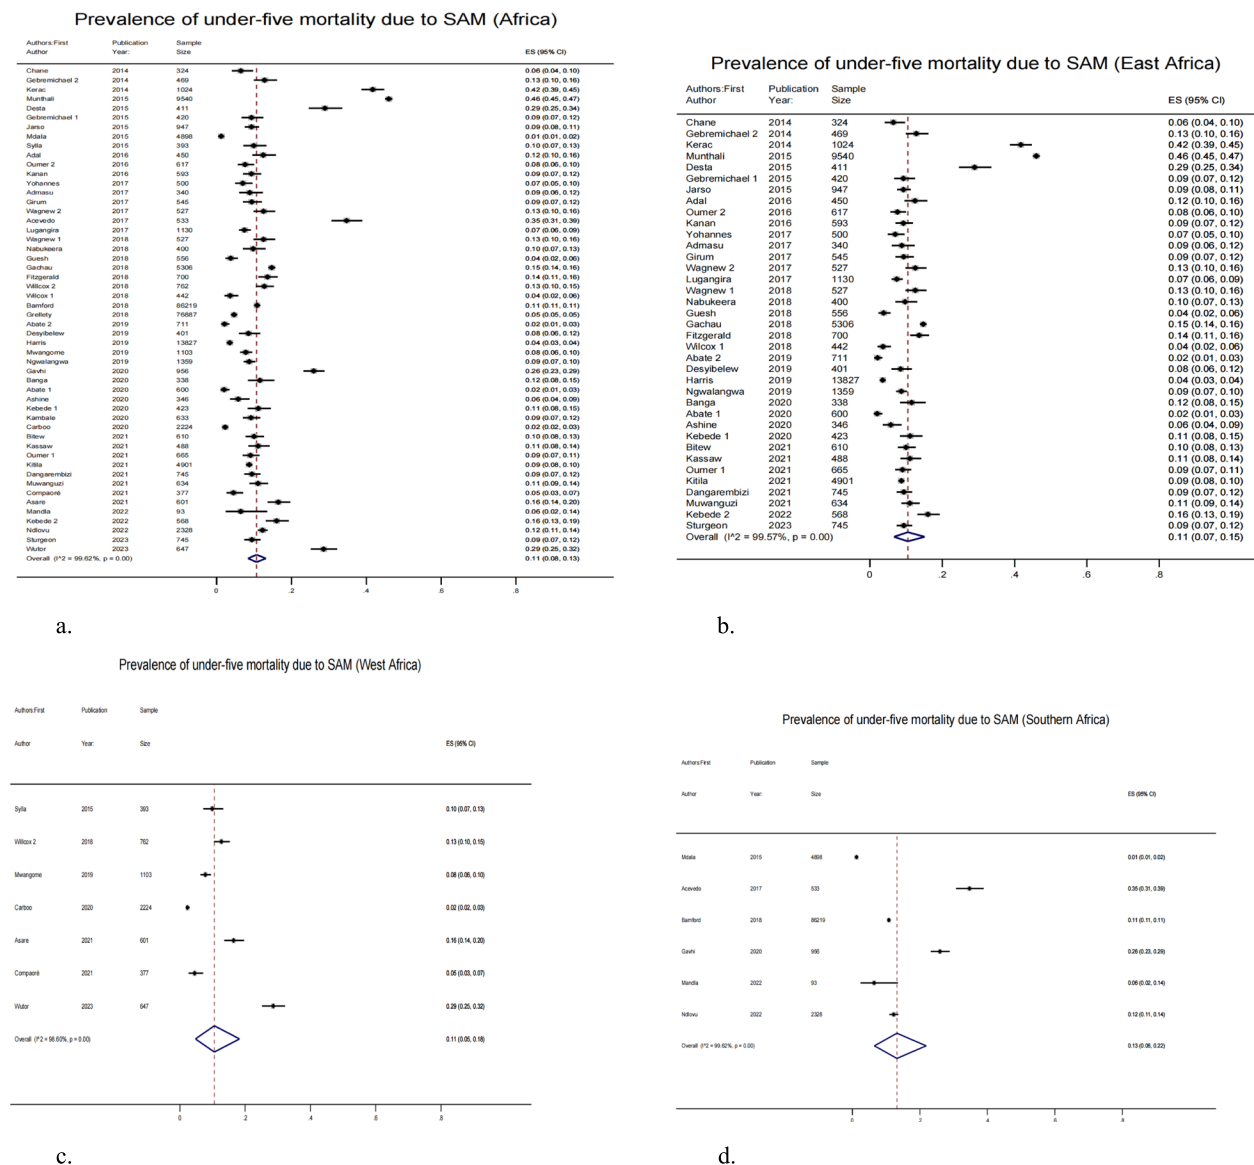 Prevalence of under-five mortality due to SAM (Africa)
Authors:First Publication Sample
Author Year: Size ES (95% CI)
Chane 2014 324 0.06 (0.04, 0.10)
Gebremichael 2 2014 469 0.13 (0.10, 0.16)
Kerac 2014 1024 0.42 (0.39, 0.45)
Munthali 2015 9540 0.46 (0.45, 0.47)
Desta 2015 411 0.29 (0.25, 0.34)
Gebremichael 1 2015 420 0.09 (0.07, 0.12)
Jarso 2015 947 0.09 (0.08, 0.11)
Mdala 2015 4898 0.01 (0.01, 0.02)
Sylla 2015 393 0.10 (0.07, 0.13)
Adal 2016 450 0.12 (0.10, 0.16)
Oumer 2 2016 617 0.08 (0.06, 0.10)
Kanan 2016 593 0.09 (0.07, 0.12)
Yohannes 2017 500 0.07 (0.05, 0.10)
Admasu 2017 340 0.09 (0.06, 0.12)
Girum 2017 545 0.09 (0.07, 0.12)
Wagnew 2 2017 527 0.13 (0.10, 0.16)
Acevedo 2017 533 0.35 (0.31, 0.39)
Lugangira 2017 1130 0.07 (0.06, 0.09)
Wagnew 1 2018 527 0.13 (0.10, 0.16)
Nabukeera 2018 400 0.10 (0.07, 0.13)
Guesh 2018 556 0.04 (0.02, 0.06)
Gachau 2018 5306 0.15 (0.14, 0.16)
Fitzgerald 2018 700 0.14 (0.11, 0.16)
Willcox 2 2018 762 0.13 (0.10, 0.15)
Wilcox 1 2018 442 0.04 (0.02, 0.06)
Bamford 2018 86219 0.11 (0.11, 0.11)
Grellety 2018 76887 0.05 (0.05, 0.05)
Abate 2 2019 711 0.02 (0.01, 0.03)
Desyibelew 2019 401 0.08 (0.06, 0.12)
Harris 2019 13827 0.04 (0.03, 0.04)
Mwangome 2019 1103 0.08 (0.06, 0.10)
Ngwalangwa 2019 1359 0.09 (0.07, 0.10)
Gavhi 2020 956 0.26 (0.23, 0.29)
Banga 2020 338 0.12 (0.08, 0.15)
Abate 1 2020 600 0.02 (0.01, 0.03)
Ashine 2020 346 0.06 (0.04, 0.09)
Kebede 1 2020 423 0.11 (0.08, 0.15)
Kambale 2020 633 0.09 (0.07, 0.12)
Carboo 2020 2224 0.02 (0.02, 0.03)
Bitew 2021 610 0.10 (0.08, 0.13)
Kassaw 2021 488 0.11 (0.08, 0.14)
Oumer 1 2021 665 0.09 (0.07, 0.11)
Kitila 2021 4901 0.09 (0.08, 0.10)
Dangarembizi 2021 745 0.09 (0.07, 0.12)
Muwanguzi 2021 634 0.11 (0.09, 0.14)
Compaoré 2021 377 0.05 (0.03, 0.07)
Asare 2021 601 0.16 (0.14, 0.20)
Mandla 2022 93 0.06 (0.02, 0.14)
Kebede 2 2022 568 0.16 (0.13, 0.19)
Ndlovu 2022 2328 0.12 (0.11, 0.14)
Sturgeon 2023 745 0.09 (0.07, 0.12)
Wutor 2023 647 0.29 (0.25, 0.32)
Overall (I^2 = 99.62%, p = 0.00) 0.11 (0.08, 0.13)
0 .2 .4 .6 .8
a.
Prevalence of under-five mortality due to SAM (East Africa)
Authors:First Publication Sample
Author Year: Size ES (95% CI)
Chane 2014 324 0.06 (0.04, 0.10)
Gebremichael 2 2014 469 0.13 (0.10, 0.16)
Kerac 2014 1024 0.42 (0.39, 0.45)
Munthali 2015 9540 0.46 (0.45, 0.47)
Desta 2015 411 0.29 (0.25, 0.34)
Gebremichael 1 2015 420 0.09 (0.07, 0.12)
Jarso 2015 947 0.09 (0.08, 0.11)
Adal 2016 450 0.12 (0.10, 0.16)
Oumer 2 2016 617 0.08 (0.06, 0.10)
Kanan 2016 593 0.09 (0.07, 0.12)
Yohannes 2017 500 0.07 (0.05, 0.10)
Admasu 2017 340 0.09 (0.06, 0.12)
Girum 2017 545 0.09 (0.07, 0.12)
Wagnew 2 2017 527 0.13 (0.10, 0.16)
Lugangira 2017 1130 0.07 (0.06, 0.09)
Wagnew 1 2018 527 0.13 (0.10, 0.16)
Nabukeera 2018 400 0.10 (0.07, 0.13)
Guesh 2018 556 0.04 (0.02, 0.06)
Gachau 2018 5306 0.15 (0.14, 0.16)
Fitzgerald 2018 700 0.14 (0.11, 0.16)
Wilcox 1 2018 442 0.04 (0.02, 0.06)
Abate 2 2019 711 0.02 (0.01, 0.03)
Desyibelew 2019 401 0.08 (0.06, 0.12)
Harris 2019 13827 0.04 (0.03, 0.04)
Ngwalangwa 2019 1359 0.09 (0.07, 0.10)
Banga 2020 338 0.12 (0.08, 0.15)
Abate 1 2020 600 0.02 (0.01, 0.03)
Ashine 2020 346 0.06 (0.04, 0.09)
Kebede 1 2020 423 0.11 (0.08, 0.15)
Bitew 2021 610 0.10 (0.08, 0.13)
Kassaw 2021 488 0.11 (0.08, 0.14)
Oumer 1 2021 665 0.09 (0.07, 0.11)
Kitila 2021 4901 0.09 (0.08, 0.10)
Dangarembizi 2021 745 0.09 (0.07, 0.12)
Muwanguzi 2021 634 0.11 (0.09, 0.14)
Kebede 2 2022 568 0.16 (0.13, 0.19)
Sturgeon 2023 745 0.09 (0.07, 0.12)
Overall (I^2 = 99.57%, p = 0.00) 0.11 (0.07, 0.15)
0 .2 .4 .6 .8
b.
Prevalence of under-five mortality due to SAM (West Africa)
Authors:First Publication Sample
Author Year: Size ES (95% CI)
Sylla 2015 393 0.10 (0.07, 0.13)
Willcox 2 2018 762 0.13 (0.10, 0.15)
Mwangome 2019 1103 0.08 (0.06, 0.10)
Carboo 2020 2224 0.02 (0.02, 0.03)
Asare 2021 601 0.16 (0.14, 0.20)
Compaoré 2021 377 0.05 (0.03, 0.07)
Wutor 2023 647 0.29 (0.25, 0.32)
Overall (I^2 = 98.60%, p = 0.00) 0.11 (0.05, 0.18)
0 .2 .4 .6 .8
c.
Prevalence of under-five mortality due to SAM (Southern Africa)
Authors:First Publication Sample
Author Year: Size ES (95% CI)
Mdala 2015 4898 0.01 (0.01, 0.02)
Acevedo 2017 533 0.35 (0.31, 0.39)
Bamford 2018 86219 0.11 (0.11, 0.11)
Gavhi 2020 956 0.26 (0.23, 0.29)
Mandla 2022 93 0.06 (0.02, 0.14)
Ndlovu 2022 2328 0.12 (0.11, 0.14)
Overall (I^2 = 99.62%, p = 0.00) 0.13 (0.06, 0.22)
0 .2 .4 .6 .8
d.